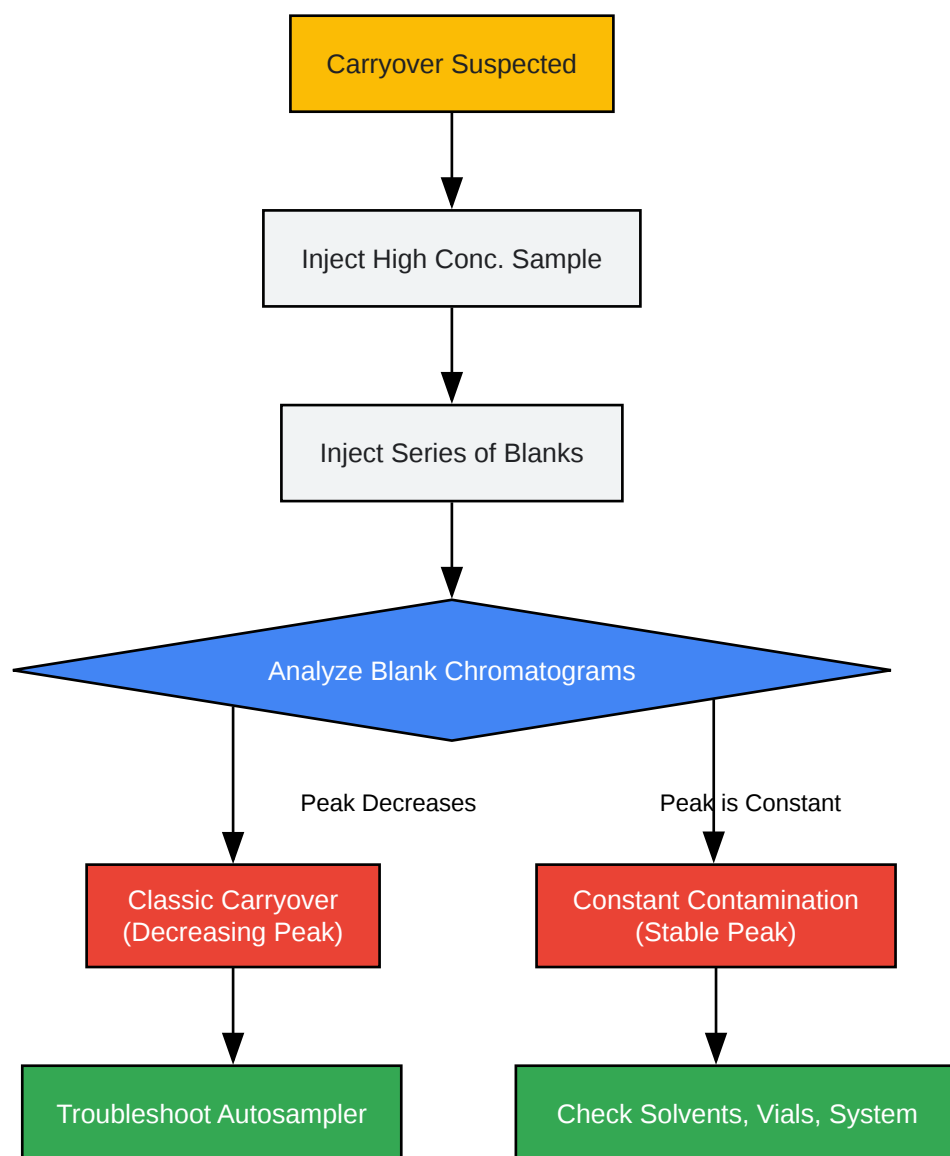 Carryover Suspected
Inject High Conc. Sample
Inject Series of Blanks
Analyze Blank Chromatograms
Peak Decreases
Peak is Constant
Classic Carryover
(Decreasing Peak)
Constant Contamination
(Stable Peak)
Troubleshoot Autosampler
Check Solvents, Vials, System